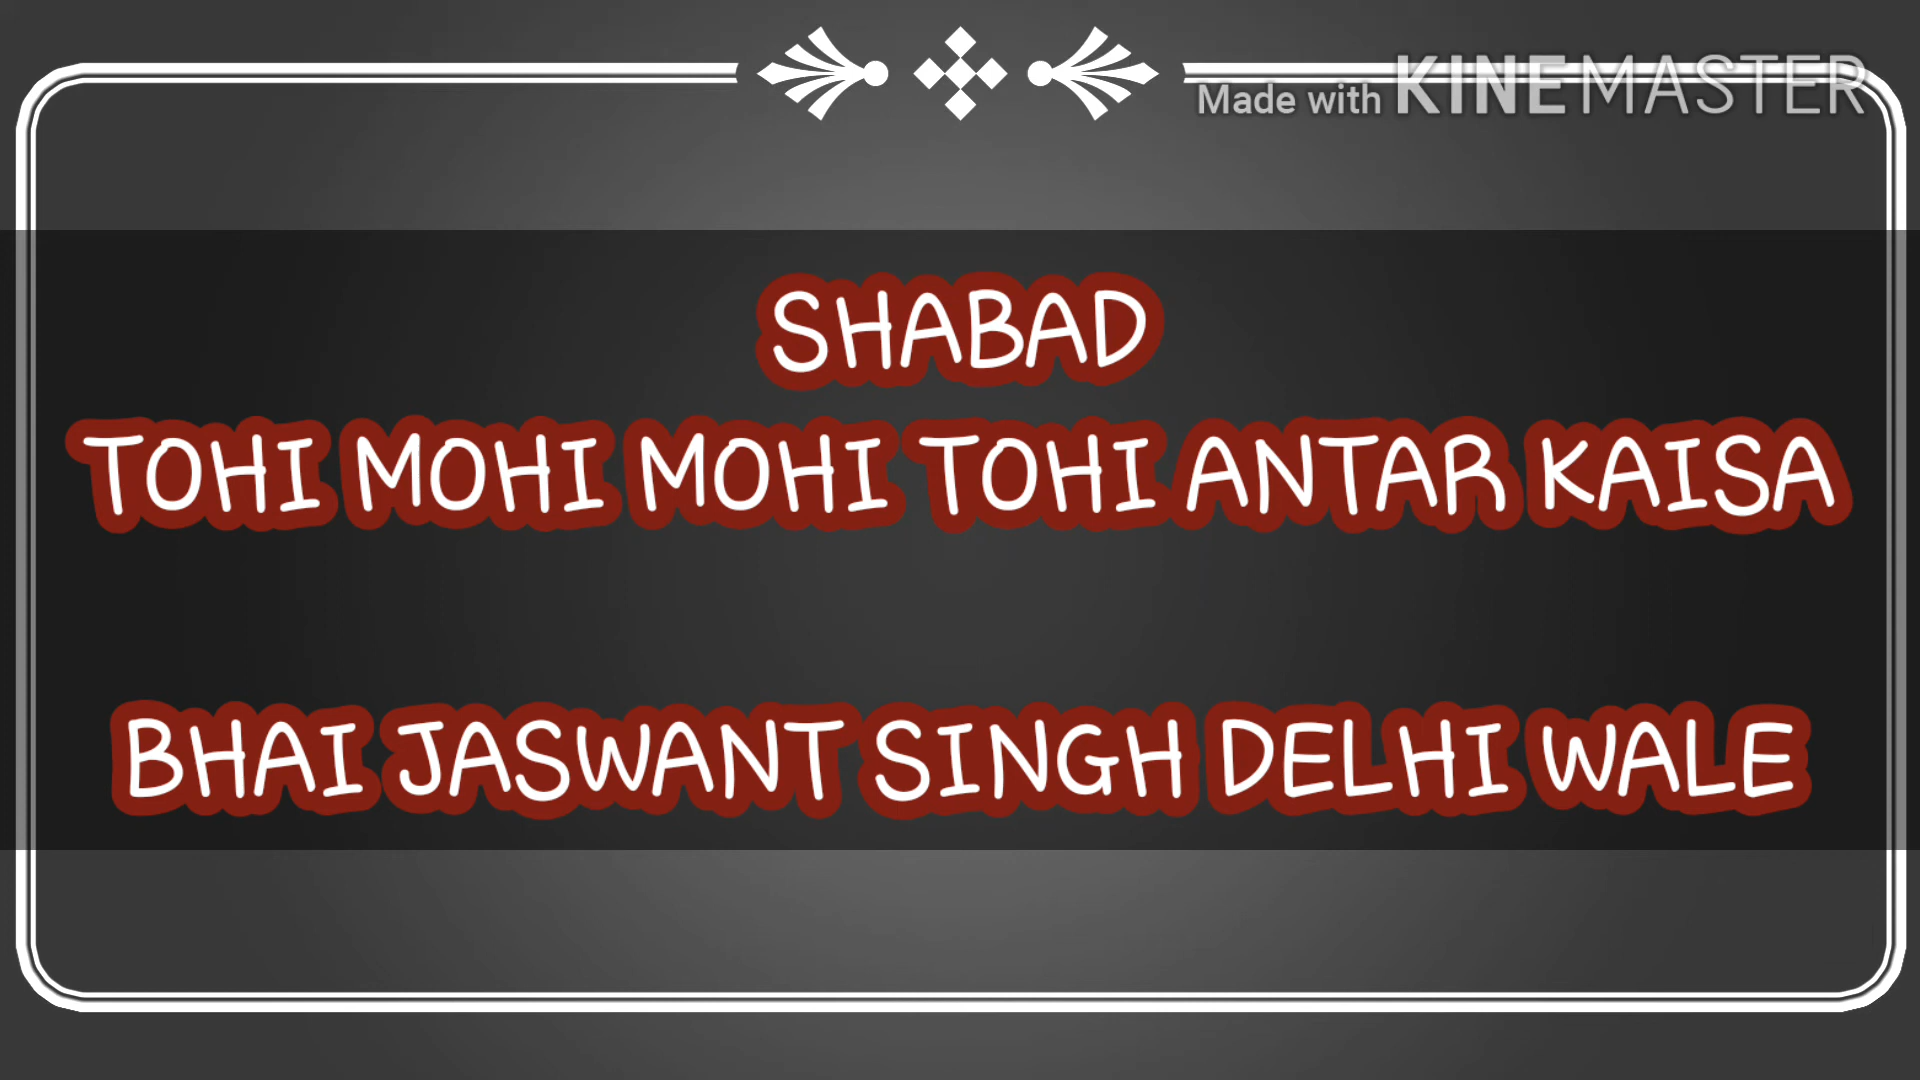 Made with KINEMASTER
SHABAD
TOHI MOHI MOHI TOHI ANTAR KAISA
BHAI JASWANT SINGH DELHI WALE